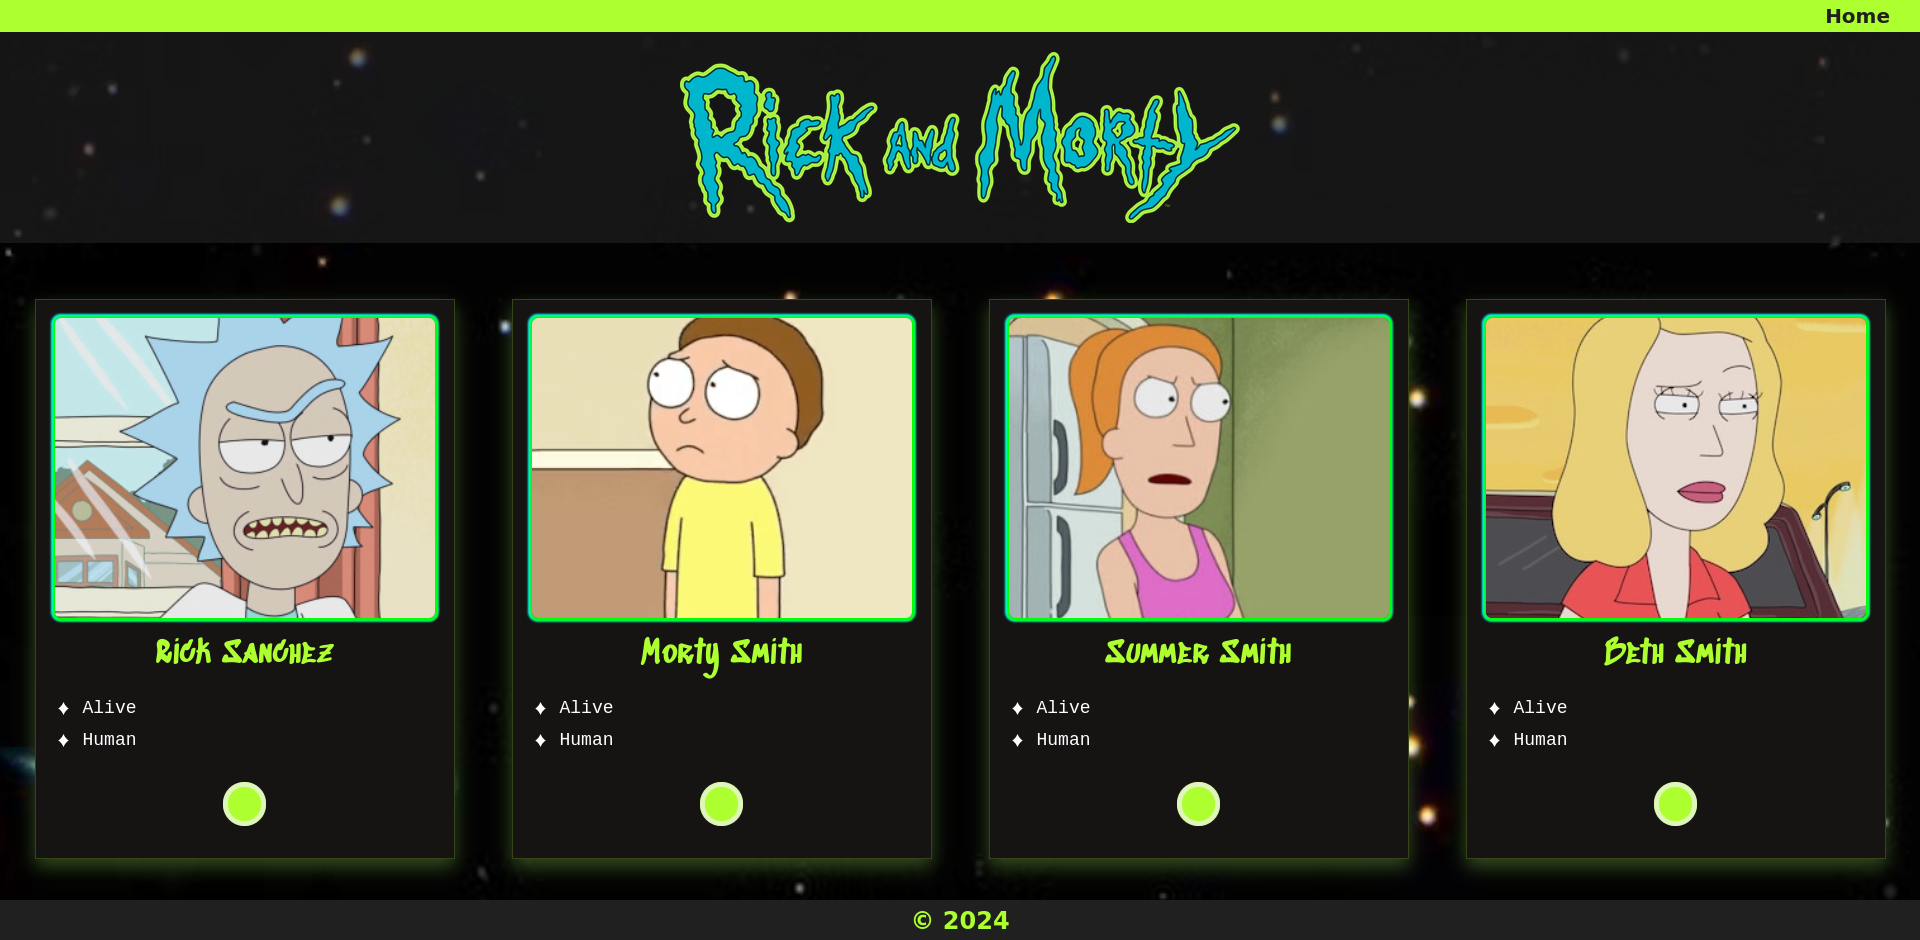 Home
Rick and Morty
Rick Sanchez
♦ Alive
♦ Human
Morty Smith
♦ Alive
♦ Human
Summer Smith
♦ Alive
♦ Human
Beth Smith
♦ Alive
♦ Human
© 2024